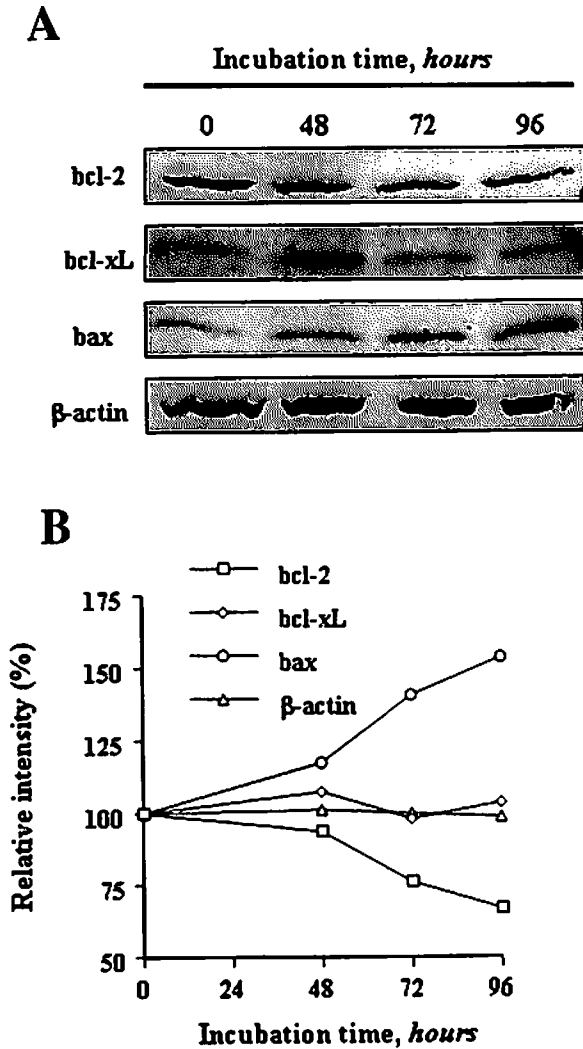 A
Incubation time, hours
0 48 72 96
bcl-2
bcl-xL
bax
β-actin
B
bcl-2
bcl-xL
bax
β-actin
175
150
125
100
75
50
Relative intensity (%)
0 24 48 72 96
Incubation time, hours